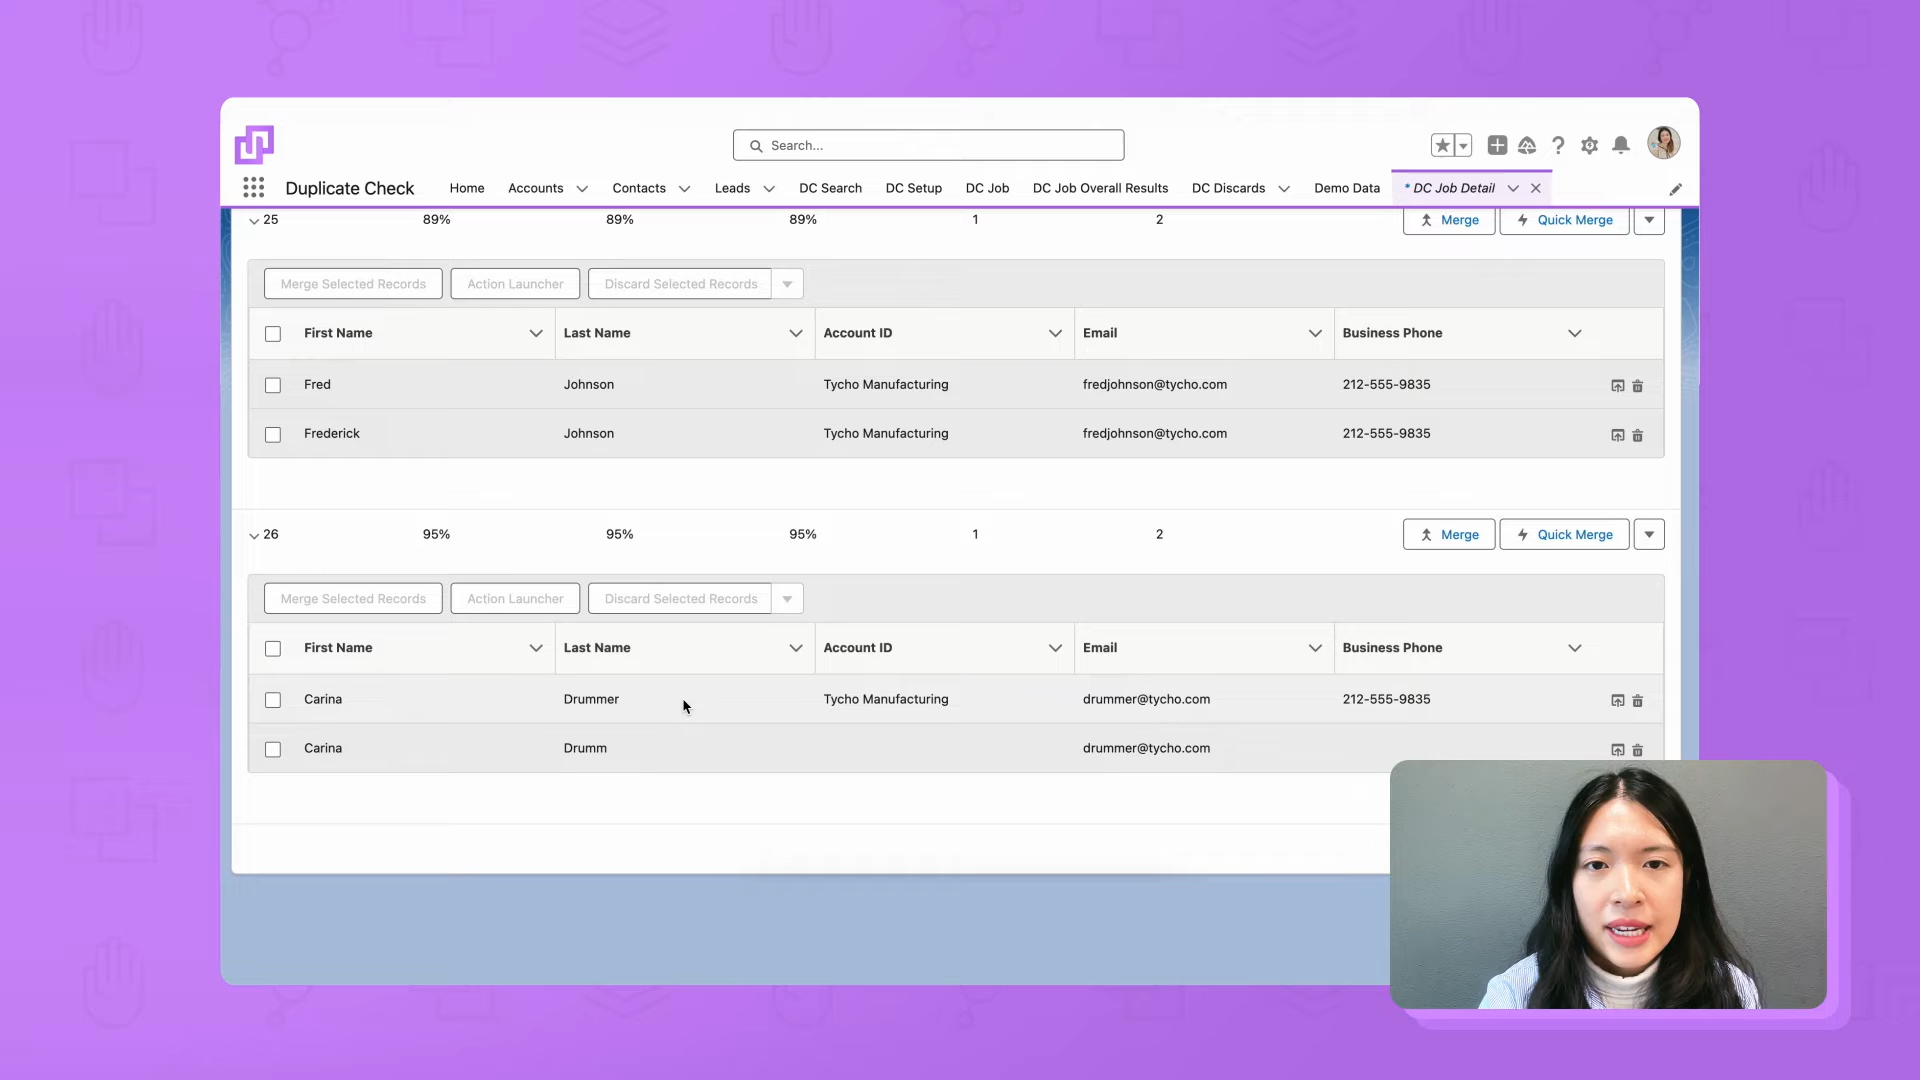 Search...
Duplicate Check Home Accounts Contacts Leads DC Search DC Setup DC Job DC Job Overall Results DC Discards Demo Data * DC Job Detail
25 89% 89% 89% 1 2 Merge Quick Merge
Merge Selected Records Action Launcher Discard Selected Records
First Name Last Name Account ID Email Business Phone
Fred Johnson Tycho Manufacturing fredjohnson@tycho.com 212-555-9835
Frederick Johnson Tycho Manufacturing fredjohnson@tycho.com 212-555-9835
26 95% 95% 95% 1 2 Merge Quick Merge
Merge Selected Records Action Launcher Discard Selected Records
First Name Last Name Account ID Email Business Phone
Carina Drummer Tycho Manufacturing drummer@tycho.com 212-555-9835
Carina Drumm drummer@tycho.com